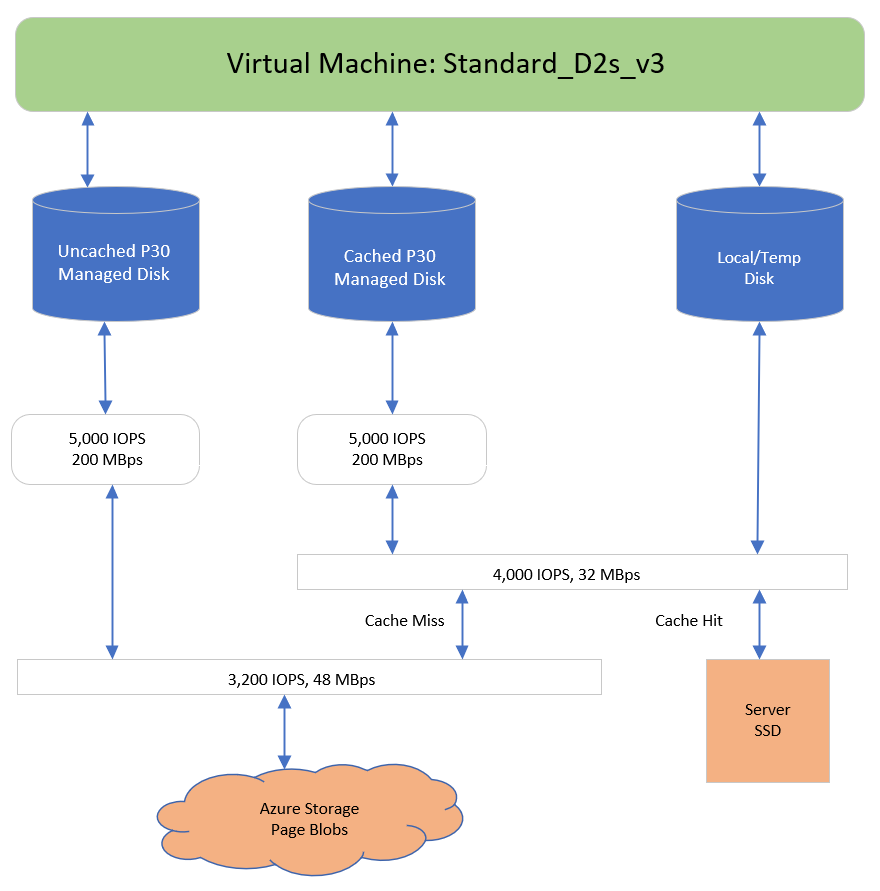 Virtual Machine: Standard_D2s_v3
Uncached P30
Managed Disk
Cached P30
Managed Disk
Local/Temp
Disk
5,000 IOPS
200 MBps
5,000 IOPS
200 MBps
4,000 IOPS, 32 MBps
Cache Miss
Cache Hit
3,200 IOPS, 48 MBps
Server
SSD
Azure Storage
Page Blobs